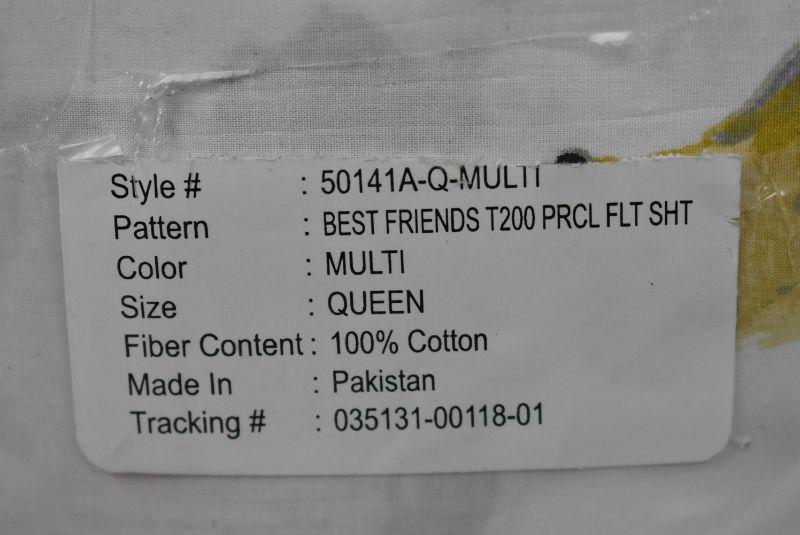 Style # : 50141A-Q-MULTI
Pattern : BEST FRIENDS T200 PRCL FLT SHT
Color : MULTI
Size : QUEEN
Fiber Content : 100% Cotton
Made In : Pakistan
Tracking # : 035131-00118-01